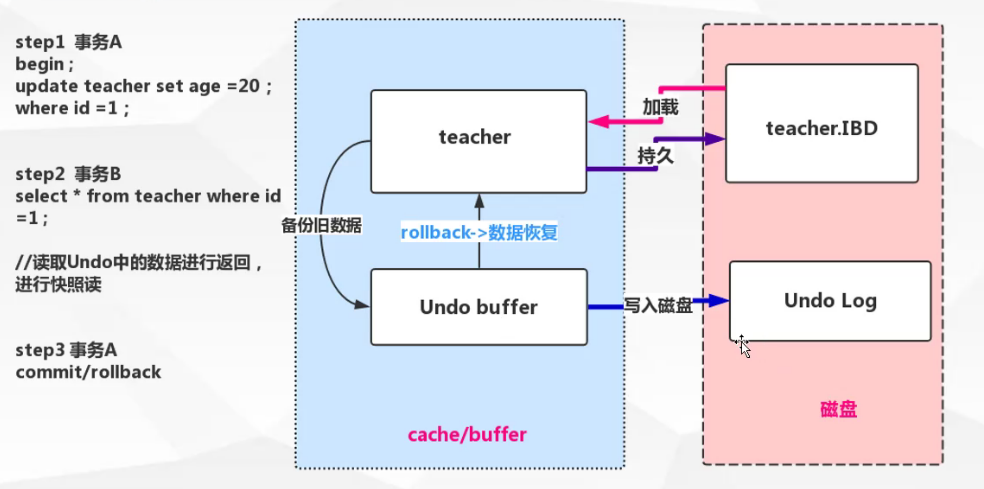 step1 事务A
begin ;
update teacher set age =20 ;
where id =1 ;
step2 事务B
select * from teacher where id
=1 ;
//读取Undo中的数据进行返回，
进行快照读
step3 事务A
commit/rollback
teacher
备份旧数据
rollback->数据恢复
Undo buffer
cache/buffer
加载
持久
写入磁盘
teacher.IBD
Undo Log
磁盘